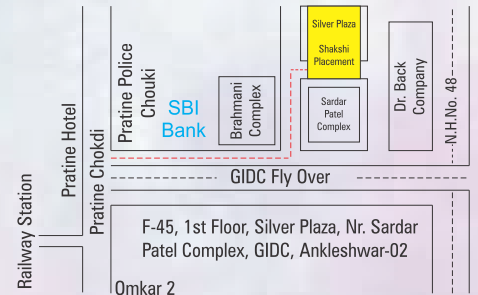 Silver Plaza
Shakshi
Placement
Pratine Police
Chouki
SBI
Bank
Brahmani
Complex
Sardar
Patel
Complex
Dr. Back
Company
N.H.No. 48
Pratine Hotel
Pratine Chokdi
GIDC Fly Over
Railway Station
F-45, 1st Floor, Silver Plaza, Nr. Sardar
Patel Complex, GIDC, Ankleshwar-02
Omkar 2